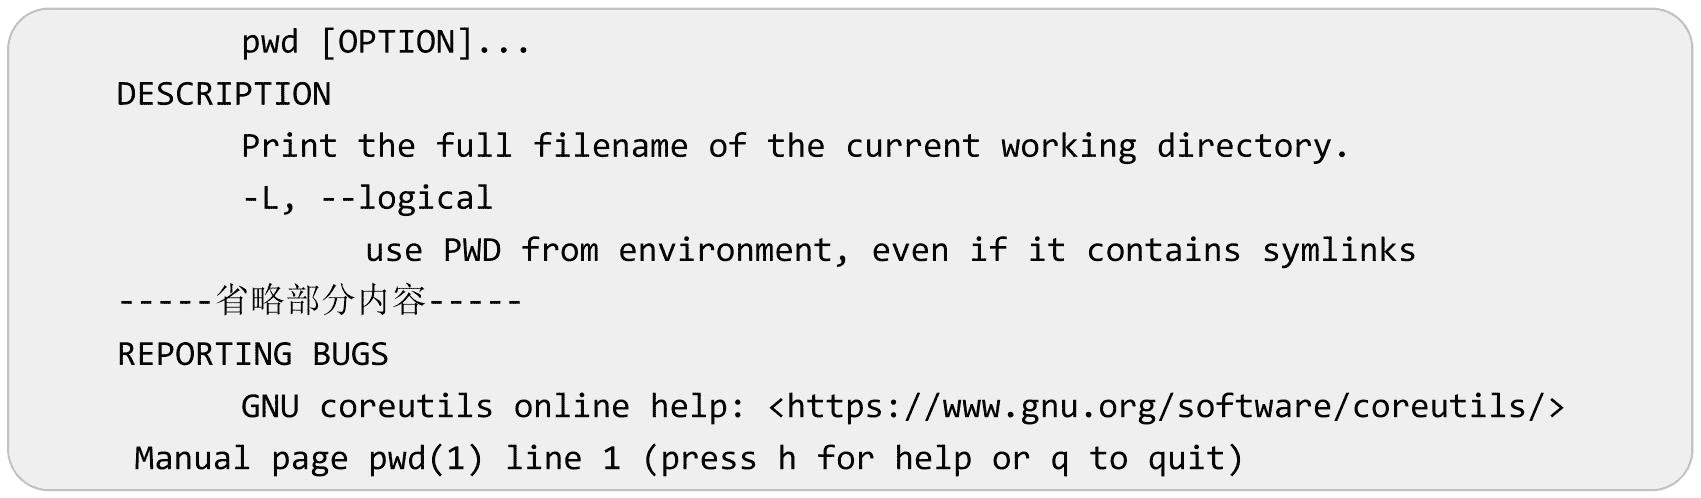 pwd [OPTION]...
DESCRIPTION
Print the full filename of the current working directory.
-L, --logical
use PWD from environment, even if it contains symlinks
-----省略部分内容-----
REPORTING BUGS
GNU coreutils online help: <https://www.gnu.org/software/coreutils/>
Manual page pwd(1) line 1 (press h for help or q to quit)